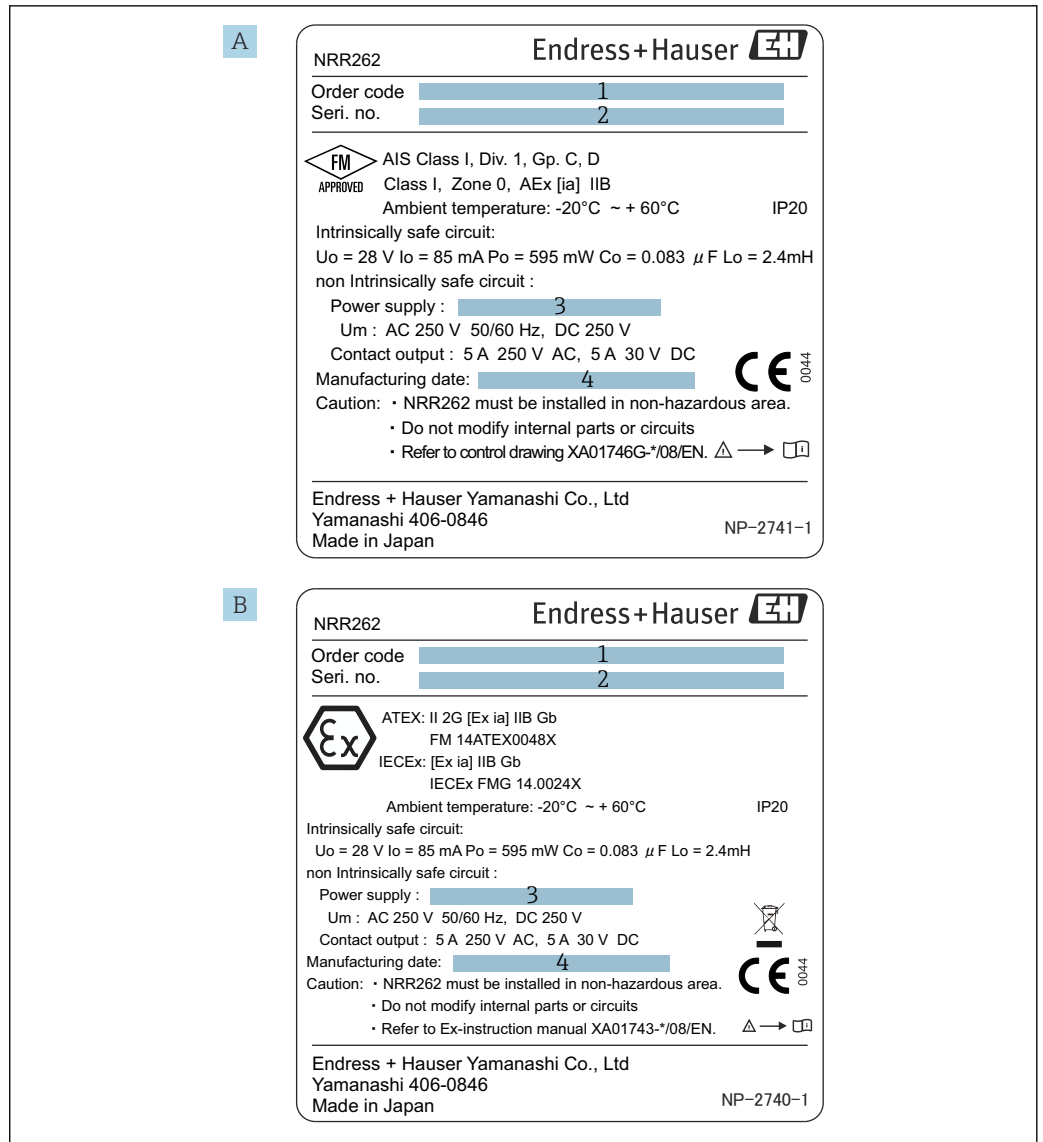 A
NRR262
Endress+Hauser EH
Order code 1
Seri. no. 2
FM APPROVED
AIS Class I, Div. 1, Gp. C, D
Class I, Zone 0, AEx [ia] IIB
Ambient temperature: -20°C ~ + 60°C IP20
Intrinsically safe circuit:
Uo = 28 V Io = 85 mA Po = 595 mW Co = 0.083 μ F Lo = 2.4mH
non Intrinsically safe circuit :
Power supply : 3
Um : AC 250 V 50/60 Hz, DC 250 V
Contact output : 5 A 250 V AC, 5 A 30 V DC
Manufacturing date: 4
CE 0044
Caution: ・NRR262 must be installed in non-hazardous area.
・Do not modify internal parts or circuits
・Refer to control drawing XA01746G-*/08/EN.
Endress + Hauser Yamanashi Co., Ltd
Yamanashi 406-0846
Made in Japan
NP-2741-1
B
NRR262
Endress+Hauser EH
Order code 1
Seri. no. 2
Ex
ATEX: II 2G [Ex ia] IIB Gb
FM 14ATEX0048X
IECEx: [Ex ia] IIB Gb
IECEx FMG 14.0024X
Ambient temperature: -20°C ~ + 60°C IP20
Intrinsically safe circuit:
Uo = 28 V Io = 85 mA Po = 595 mW Co = 0.083 μ F Lo = 2.4mH
non Intrinsically safe circuit :
Power supply : 3
Um : AC 250 V 50/60 Hz, DC 250 V
Contact output : 5 A 250 V AC, 5 A 30 V DC
Manufacturing date: 4
CE 0044
Caution: ・NRR262 must be installed in non-hazardous area.
・Do not modify internal parts or circuits
・Refer to Ex-instruction manual XA01743-*/08/EN.
Endress + Hauser Yamanashi Co., Ltd
Yamanashi 406-0846
Made in Japan
NP-2740-1